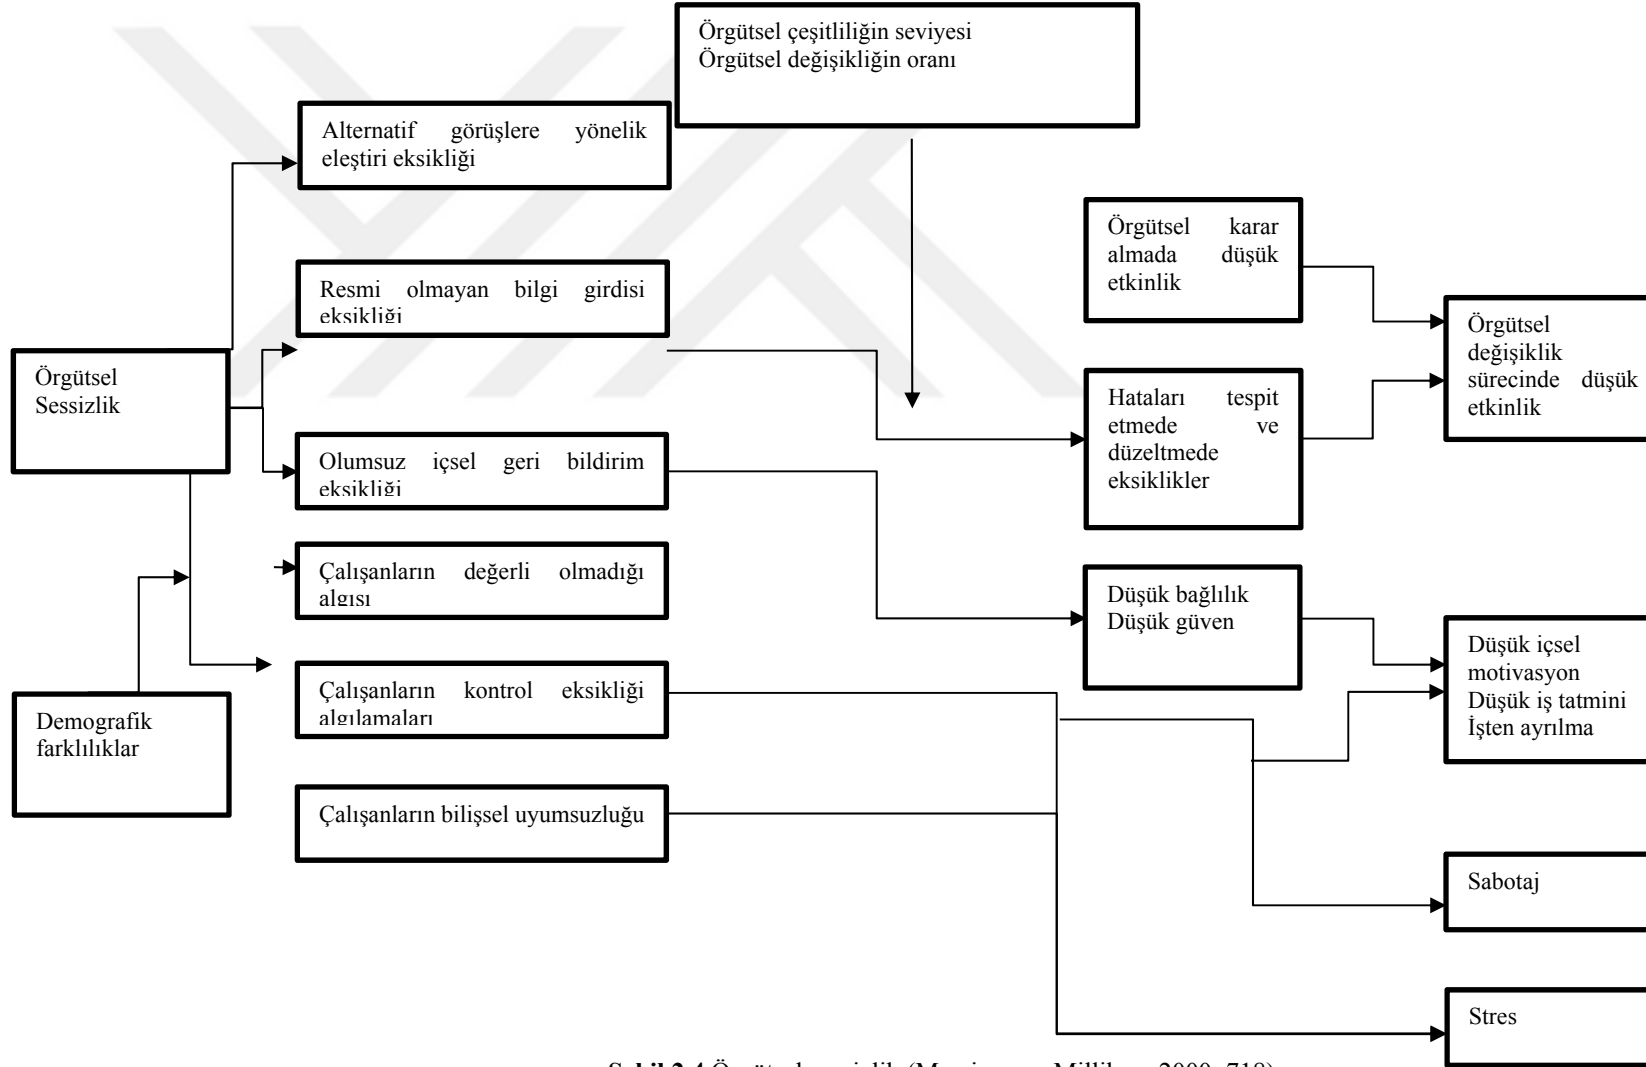 Örgütsel çeşitliliğin seviyesi
Örgütsel değişikliğin oranı
Alternatif görüşlere yönelik
eleştiri eksikliği
Örgütsel karar
almada düşük
etkinlik
Resmi olmayan bilgi girdisi
eksikliği
Örgütsel
değişiklik
sürecinde düşük
etkinlik
Örgütsel
Sessizlik
Hataları tespit
etmede ve
düzeltmede
eksiklikler
Olumsuz içsel geri bildirim
eksikliği
Çalışanların değerli olmadığı
algısı
Düşük bağlılık
Düşük güven
Düşük içsel
motivasyon
Düşük iş tatmini
İşten ayrılma
Çalışanların kontrol eksikliği
algılamaları
Demografik
farklılıklar
Çalışanların bilişsel uyumsuzluğu
Sabotaj
Stres